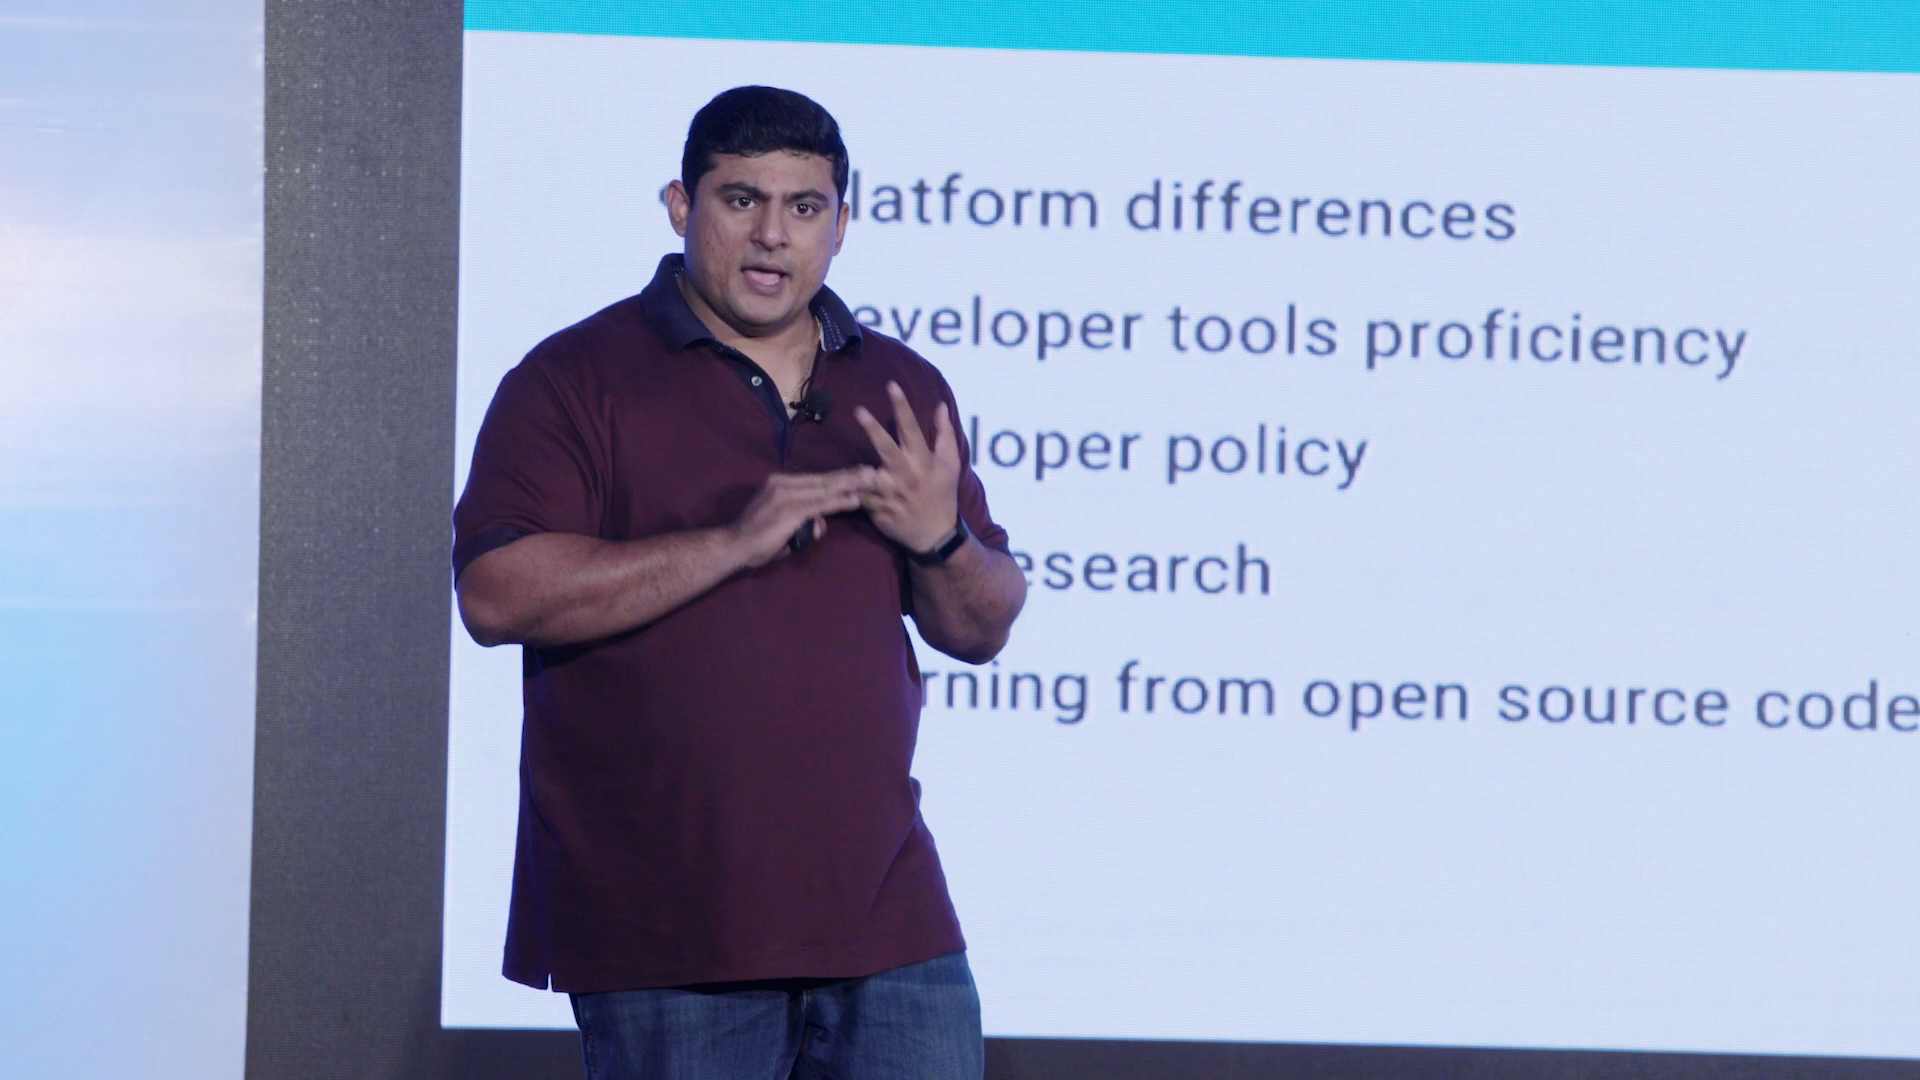 latform differences
eveloper tools proficiency
loper policy
esearch
rning from open source code